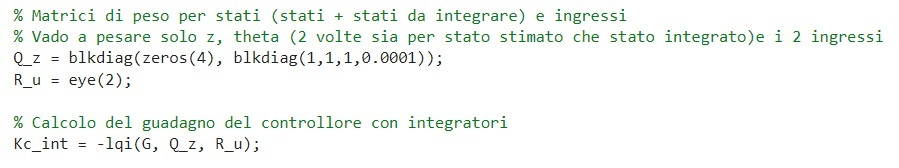 % Matrici di peso per stati (stati + stati da integrare) e ingressi
% Vado a pesare solo z, theta (2 volte sia per stato stimato che stato integrato)e i 2 ingressi
Q_z = blkdiag(zeros(4), blkdiag(1,1,1,0.0001));
R_u = eye(2);
% Calcolo del guadagno del controllore con integratori
Kc_int = -lqi(G, Q_z, R_u);